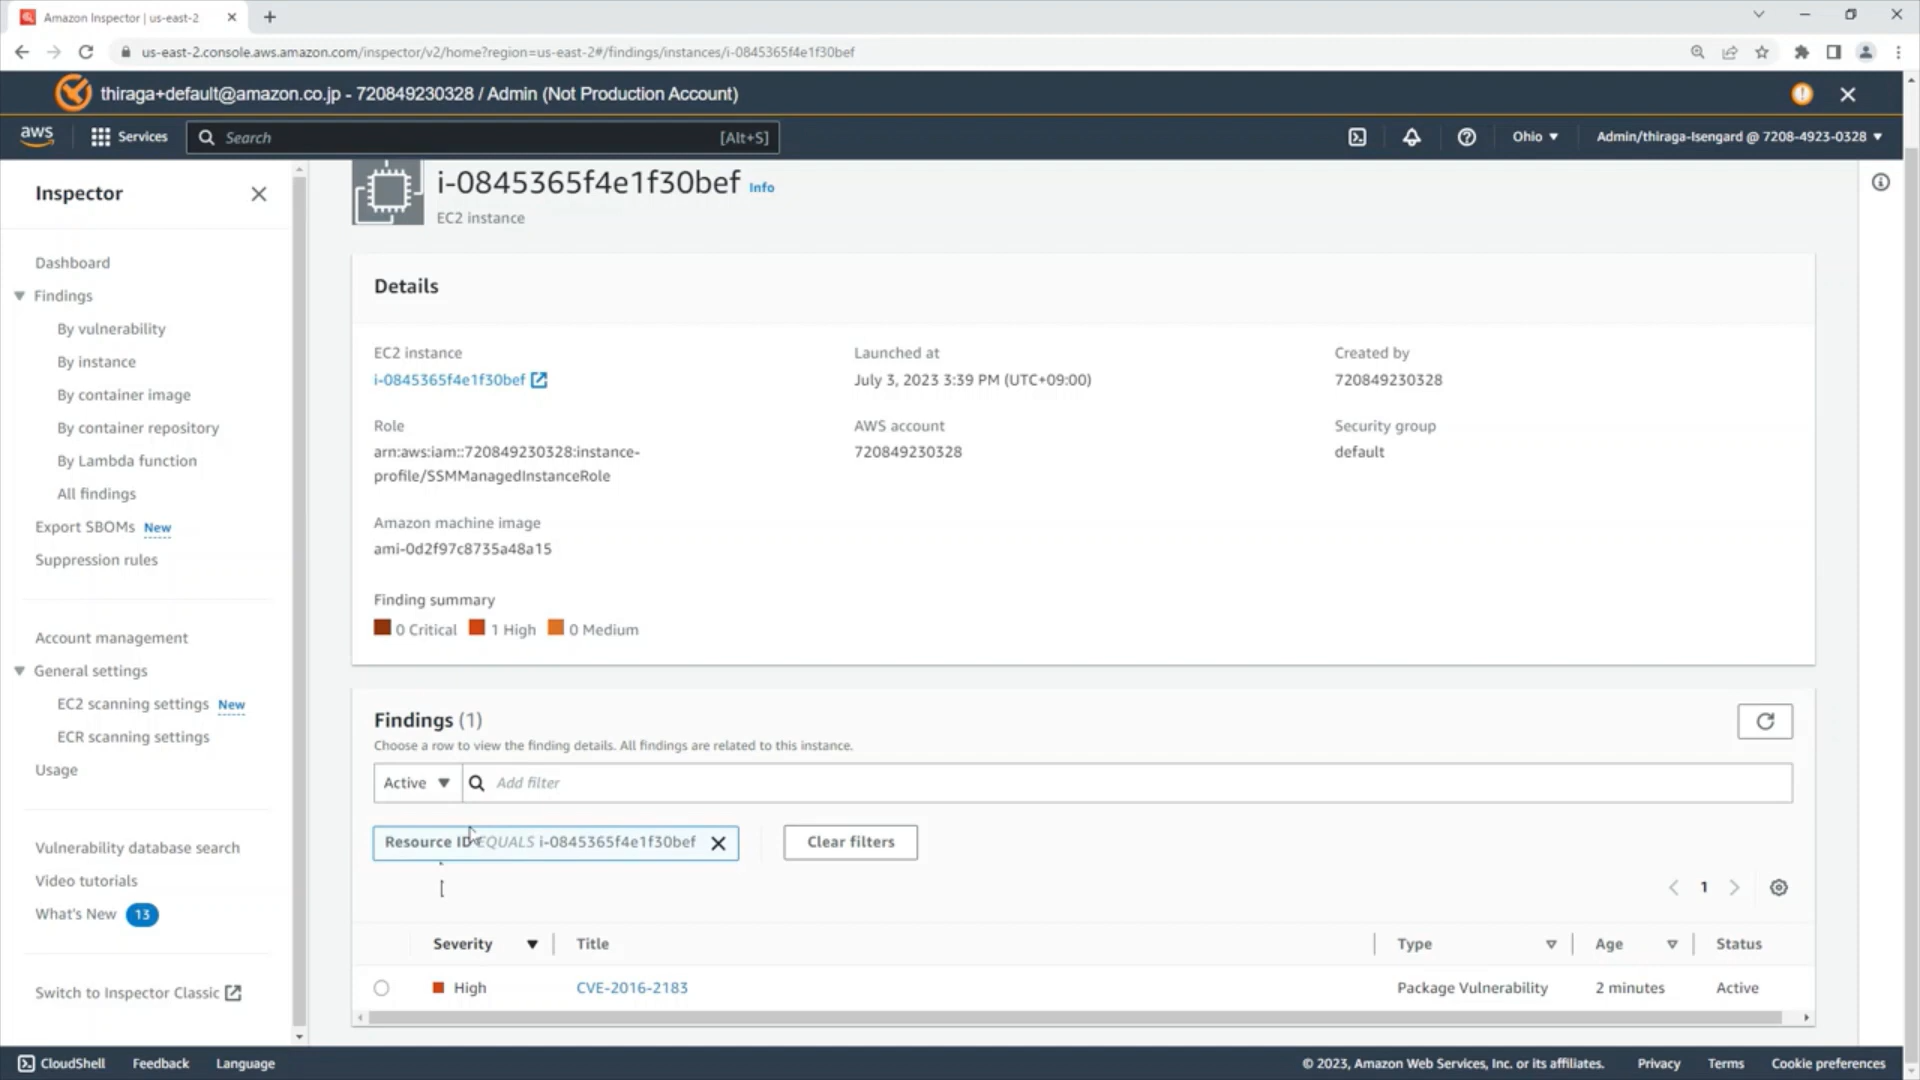 Amazon Inspector | us-east-2
us-east-2.console.aws.amazon.com/inspector/v2/home?region=us-east-2#/findings/instances/i-0845365f4e1f30bef
thiraga+default@amazon.co.jp - 720849230328 / Admin (Not Production Account)
aws
Services
Search
[Alt+S]
Ohio
Admin/thiraga-Isengard @ 7208-4923-0328
Inspector
Dashboard
Findings
By vulnerability
By instance
By container image
By container repository
By Lambda function
All findings
Export SBOMs New
Suppression rules
Account management
General settings
EC2 scanning settings New
ECR scanning settings
Usage
Vulnerability database search
Video tutorials
What's New 13
Switch to Inspector Classic
i-0845365f4e1f30bef Info
EC2 instance
Details
EC2 instance
i-0845365f4e1f30bef
Launched at
July 3, 2023 3:39 PM (UTC+09:00)
Created by
720849230328
Role
arn:aws:iam::720849230328:instance-
profile/SSMManagedInstanceRole
AWS account
720849230328
Security group
default
Amazon machine image
ami-0d2f97c8735a48a15
Finding summary
0 Critical 1 High 0 Medium
Findings (1)
Choose a row to view the finding details. All findings are related to this instance.
Active
Add filter
Resource ID EQUALS i-0845365f4e1f30bef
Clear filters
1
Severity Title Type Age Status
High CVE-2016-2183 Package Vulnerability 2 minutes Active
CloudShell Feedback Language
© 2023, Amazon Web Services, Inc. or its affiliates. Privacy Terms Cookie preferences